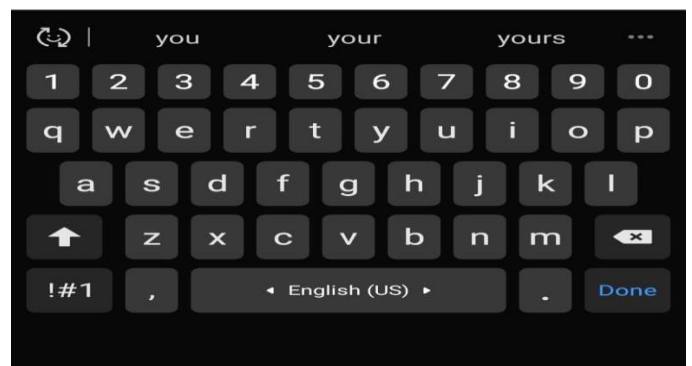 you your yours •••
1 2 3 4 5 6 7 8 9 0
q w e r t y u i o p
a s d f g h j k l
z x c v b n m
!#1 , ◂ English (US) ▸ . Done